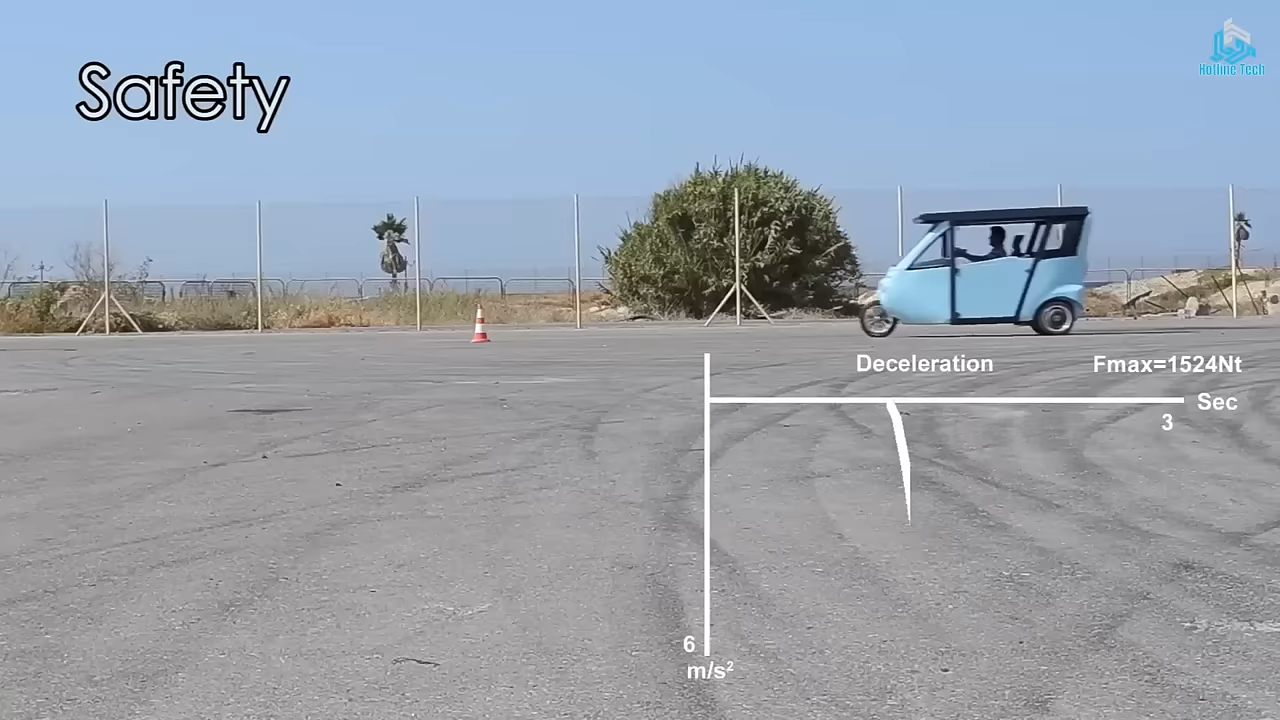 Safety
Hotline Tech
Deceleration
Fmax=1524Nt
Sec
3
6
m/s²